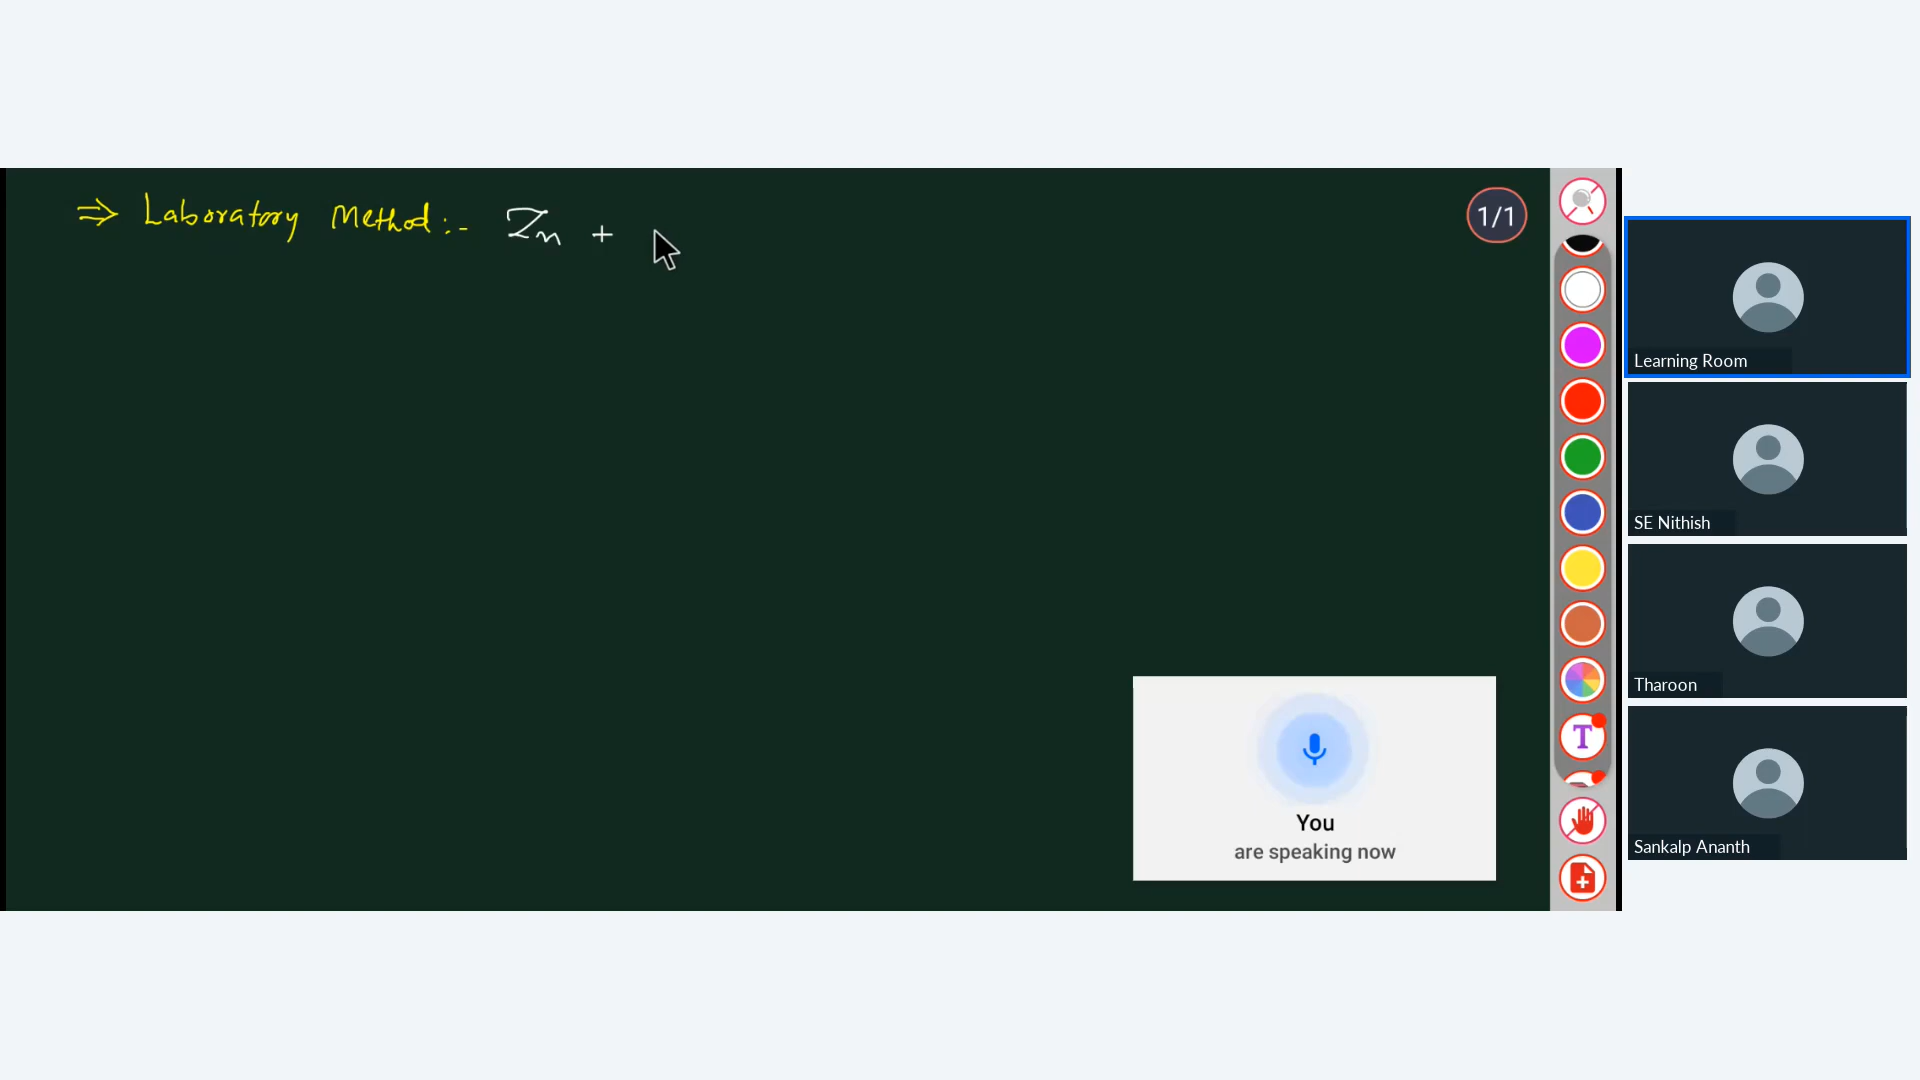 ⇒ Laboratory Method :- Zn +
1/1
Learning Room
SE Nithish
Tharoon
T
You
are speaking now
Sankalp Ananth